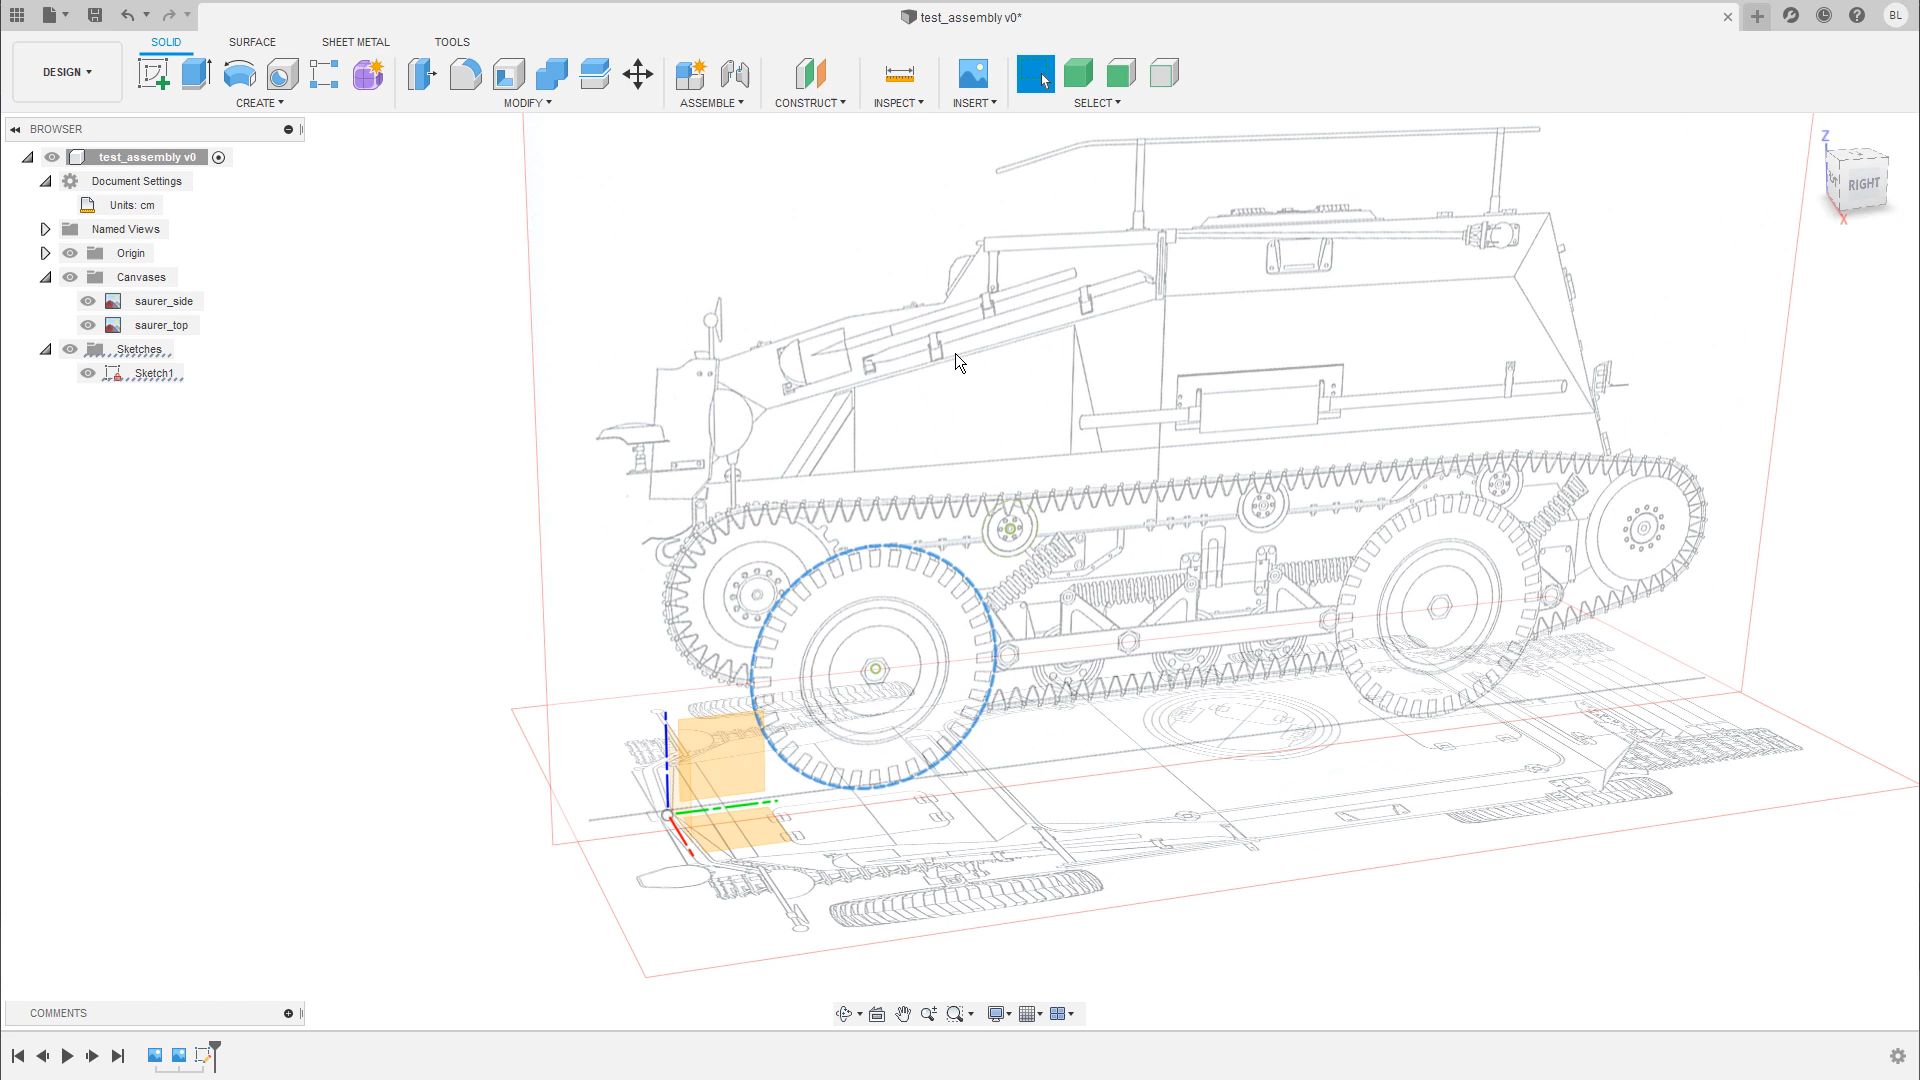 test_assembly v0*
BL
SOLID
SURFACE
SHEET METAL
TOOLS
DESIGN
CREATE
MODIFY
ASSEMBLE
CONSTRUCT
INSPECT
INSERT
SELECT
BROWSER
test_assembly v0
Document Settings
Units: cm
Named Views
Origin
Canvases
saurer_side
saurer_top
Sketches
Sketch1
Z
RIGHT
X
COMMENTS